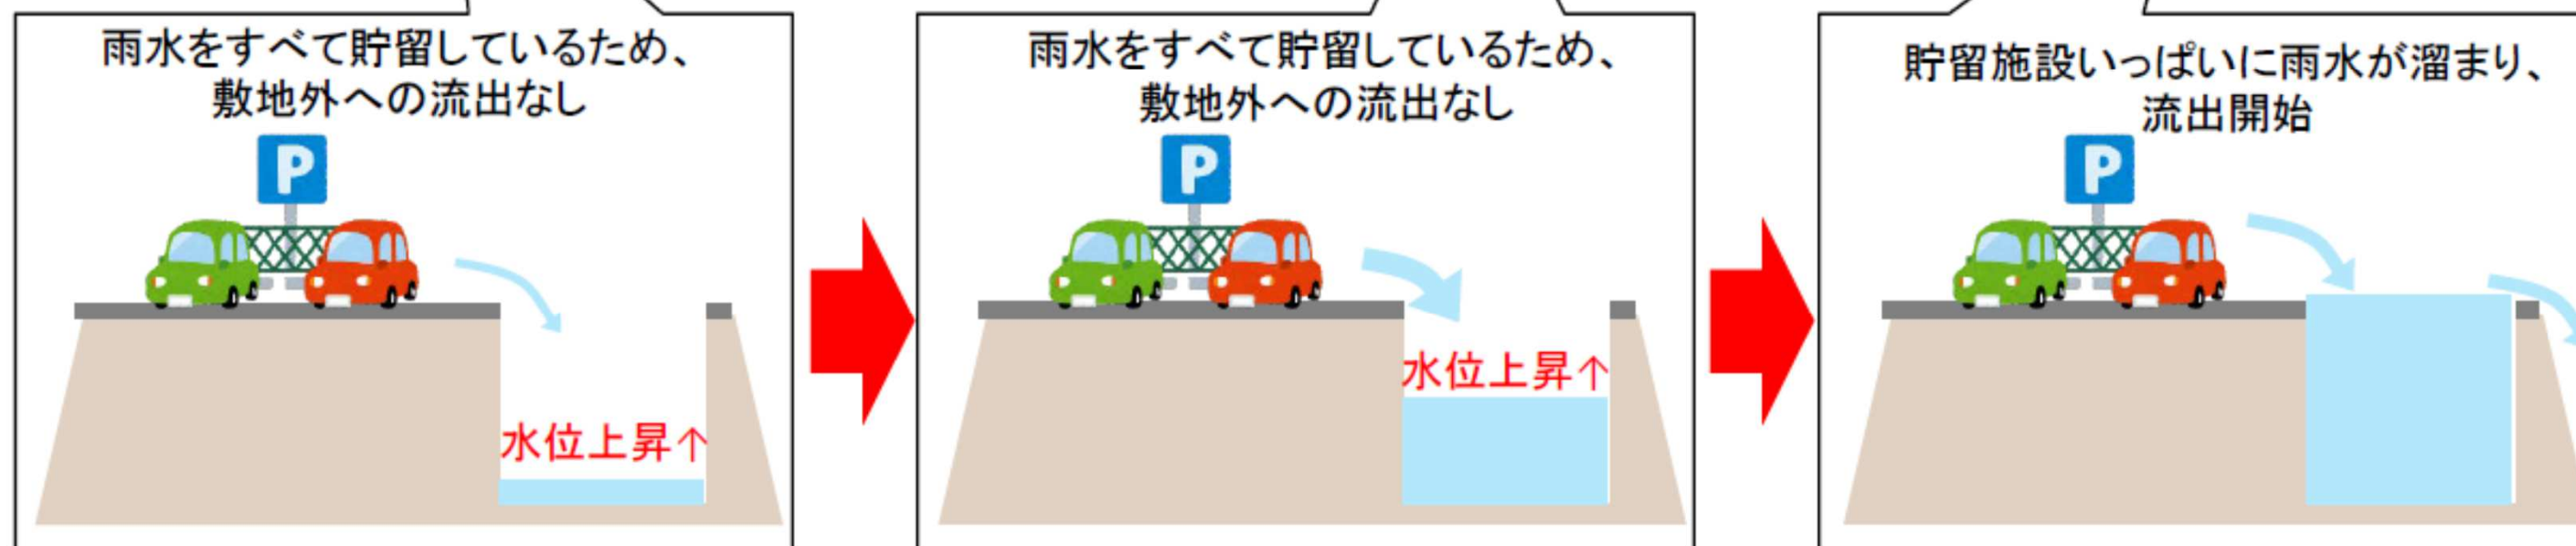 雨水をすべて貯留しているため、
敷地外への流出なし
P
水位上昇↑
雨水をすべて貯留しているため、
敷地外への流出なし
P
水位上昇↑
貯留施設いっぱいに雨水が溜まり、
流出開始
P